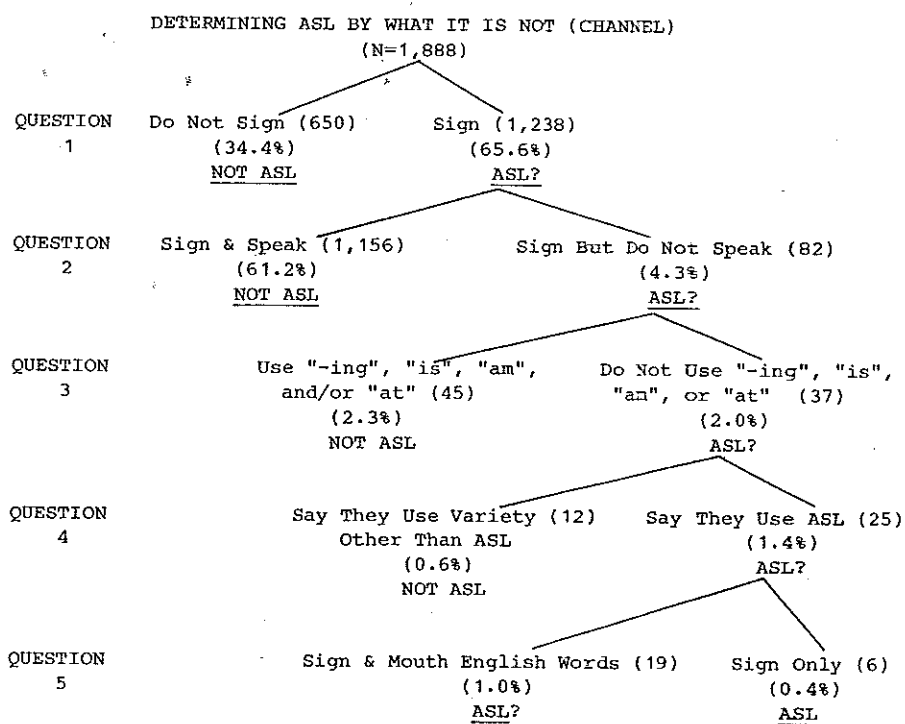 DETERMINING ASL BY WHAT IT IS NOT (CHANNEL)
(N=1,888)
QUESTION 1
Do Not Sign (650)
(34.4%)
NOT ASL
Sign (1,238)
(65.6%)
ASL?
QUESTION 2
Sign & Speak (1,156)
(61.2%)
NOT ASL
Sign But Do Not Speak (82)
(4.3%)
ASL?
QUESTION 3
Use "-ing", "is", "am",
and/or "at" (45)
(2.3%)
NOT ASL
Do Not Use "-ing", "is",
"am", or "at" (37)
(2.0%)
ASL?
QUESTION 4
Say They Use Variety (12)
Other Than ASL
(0.6%)
NOT ASL
Say They Use ASL (25)
(1.4%)
ASL?
QUESTION 5
Sign & Mouth English Words (19)
(1.0%)
ASL?
Sign Only (6)
(0.4%)
ASL